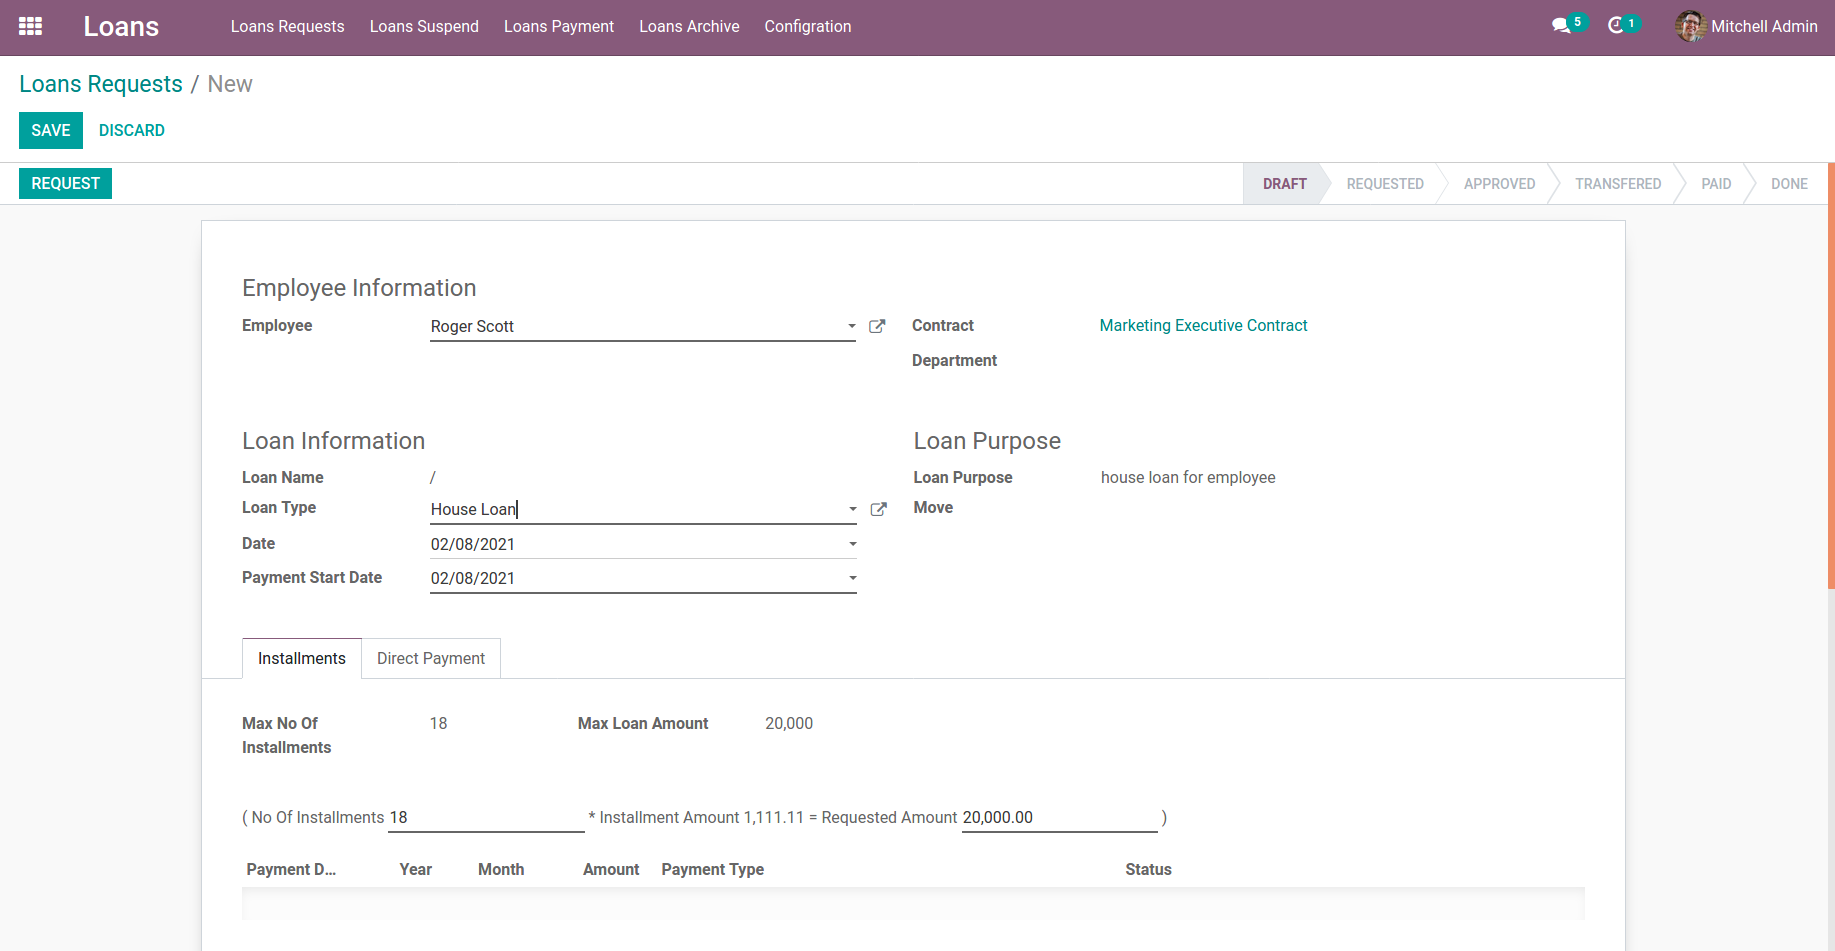 Loans Loans Requests Loans Suspend Loans Payment Loans Archive Configration 5 1 Mitchell Admin
Loans Requests / New
SAVE DISCARD
REQUEST DRAFT REQUESTED APPROVED TRANSFERED PAID DONE
Employee Information
Employee Roger Scott Contract Marketing Executive Contract
Department
Loan Information Loan Purpose
Loan Name / Loan Purpose house loan for employee
Loan Type House Loan Move
Date 02/08/2021
Payment Start Date 02/08/2021
Installments Direct Payment
Max No Of Installments 18 Max Loan Amount 20,000
( No Of Installments 18 * Installment Amount 1,111.11 = Requested Amount 20,000.00 )
Payment D... Year Month Amount Payment Type Status